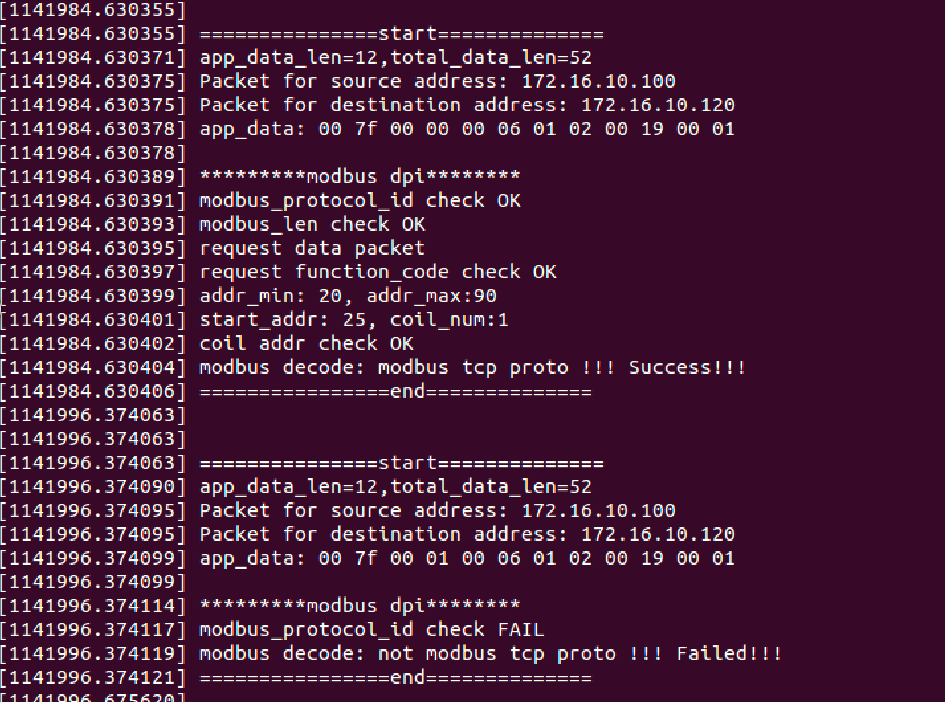 [1141984.630355]
[1141984.630355] ===============start==============
[1141984.630371] app_data_len=12,total_data_len=52
[1141984.630375] Packet for source address: 172.16.10.100
[1141984.630375] Packet for destination address: 172.16.10.120
[1141984.630378] app_data: 00 7f 00 00 00 06 01 02 00 19 00 01
[1141984.630378]
[1141984.630389] *********modbus dpi********
[1141984.630391] modbus_protocol_id check OK
[1141984.630393] modbus_len check OK
[1141984.630395] request data packet
[1141984.630397] request function_code check OK
[1141984.630399] addr_min: 20, addr_max:90
[1141984.630401] start_addr: 25, coil_num:1
[1141984.630402] coil addr check OK
[1141984.630404] modbus decode: modbus tcp proto !!! Success!!!
[1141984.630406] ================end==============
[1141996.374063]
[1141996.374063]
[1141996.374063] ===============start==============
[1141996.374090] app_data_len=12,total_data_len=52
[1141996.374095] Packet for source address: 172.16.10.100
[1141996.374095] Packet for destination address: 172.16.10.120
[1141996.374099] app_data: 00 7f 00 01 00 06 01 02 00 19 00 01
[1141996.374099]
[1141996.374114] *********modbus dpi********
[1141996.374117] modbus_protocol_id check FAIL
[1141996.374119] modbus decode: not modbus tcp proto !!! Failed!!!
[1141996.374121] ================end==============
[1141996.675620]